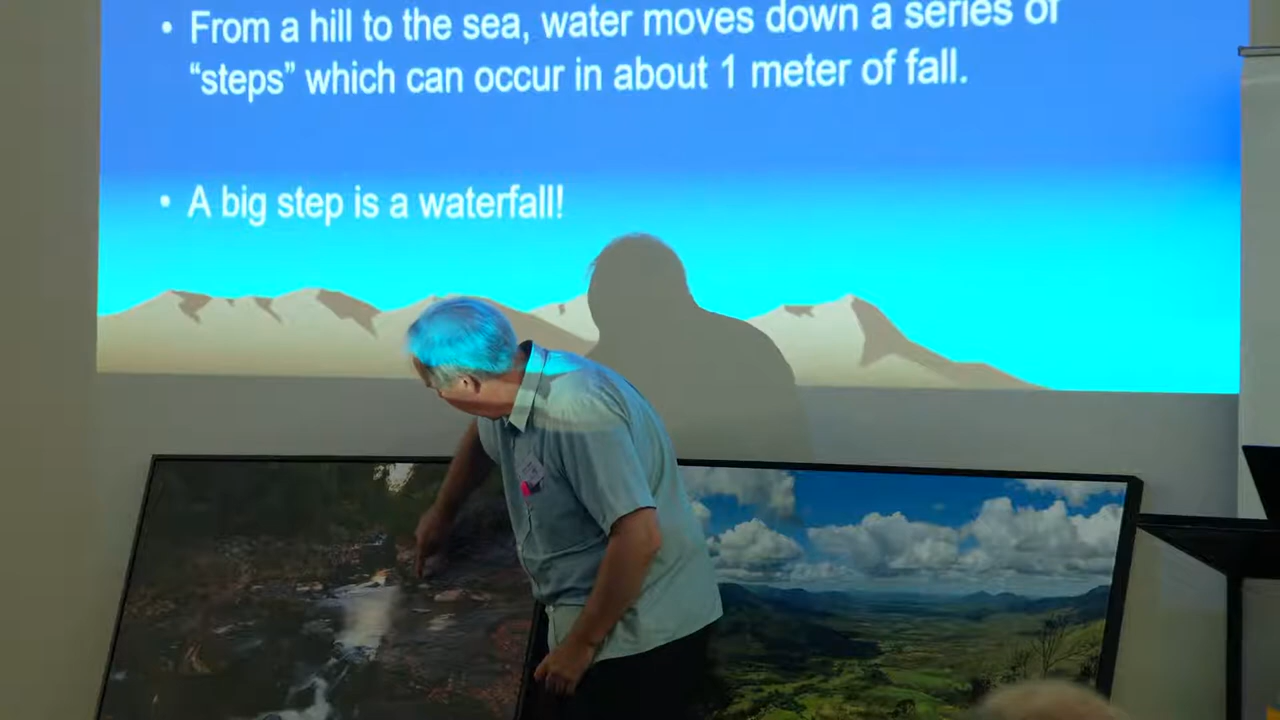 • From a hill to the sea, water moves down a series of
“steps” which can occur in about 1 meter of fall.
• A big step is a waterfall!